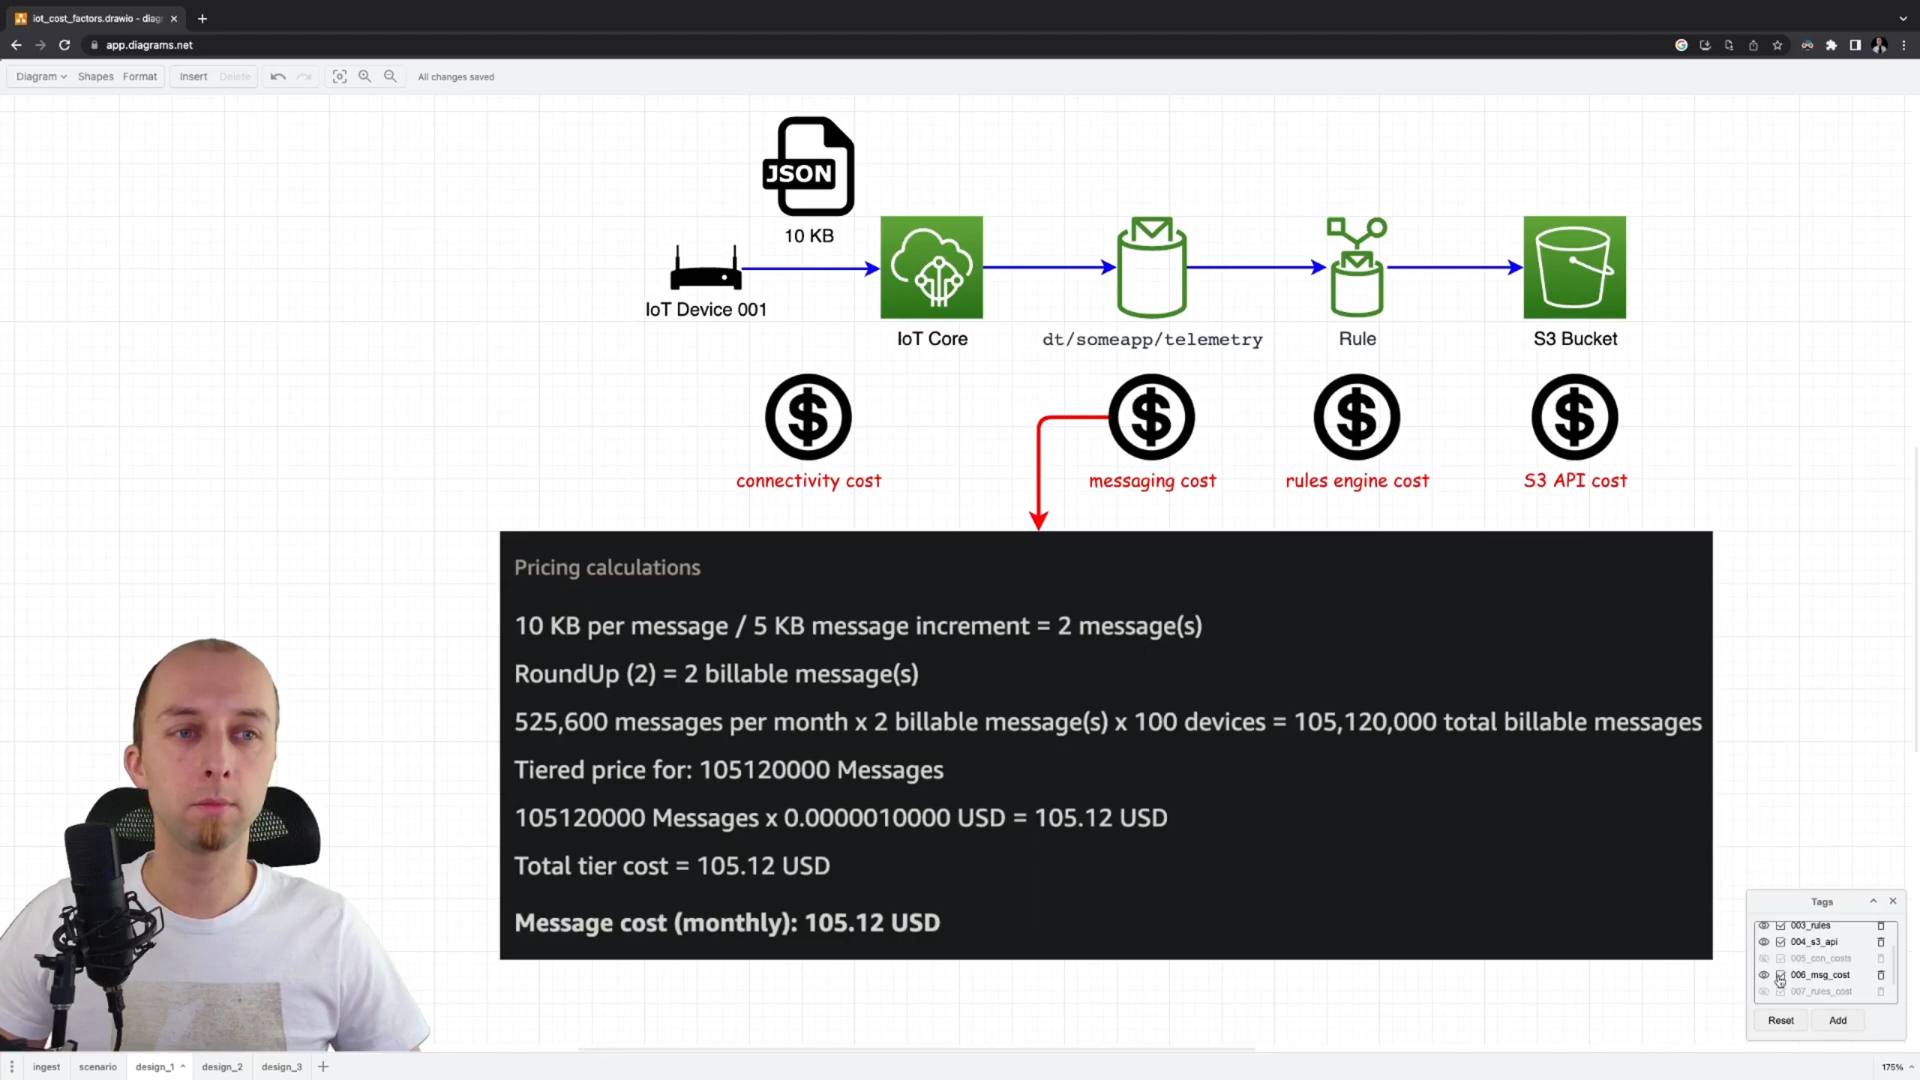 iot_cost_factors.drawio - diag
app.diagrams.net
Diagram
Shapes
Format
Insert
Delete
All changes saved
JSON
10 KB
IoT Device 001
IoT Core
dt/someapp/telemetry
Rule
S3 Bucket
$
$
$
$
connectivity cost
messaging cost
rules engine cost
S3 API cost
Pricing calculations
10 KB per message / 5 KB message increment = 2 message(s)
RoundUp (2) = 2 billable message(s)
525,600 messages per month x 2 billable message(s) x 100 devices = 105,120,000 total billable messages
Tiered price for: 105120000 Messages
105120000 Messages x 0.0000010000 USD = 105.12 USD
Total tier cost = 105.12 USD
Message cost (monthly): 105.12 USD
Tags
003_rules
004_s3_api
005_con_costs
006_msg_cost
007_rules_cost
Reset
Add
ingest
scenario
design_1
design_2
design_3
175%